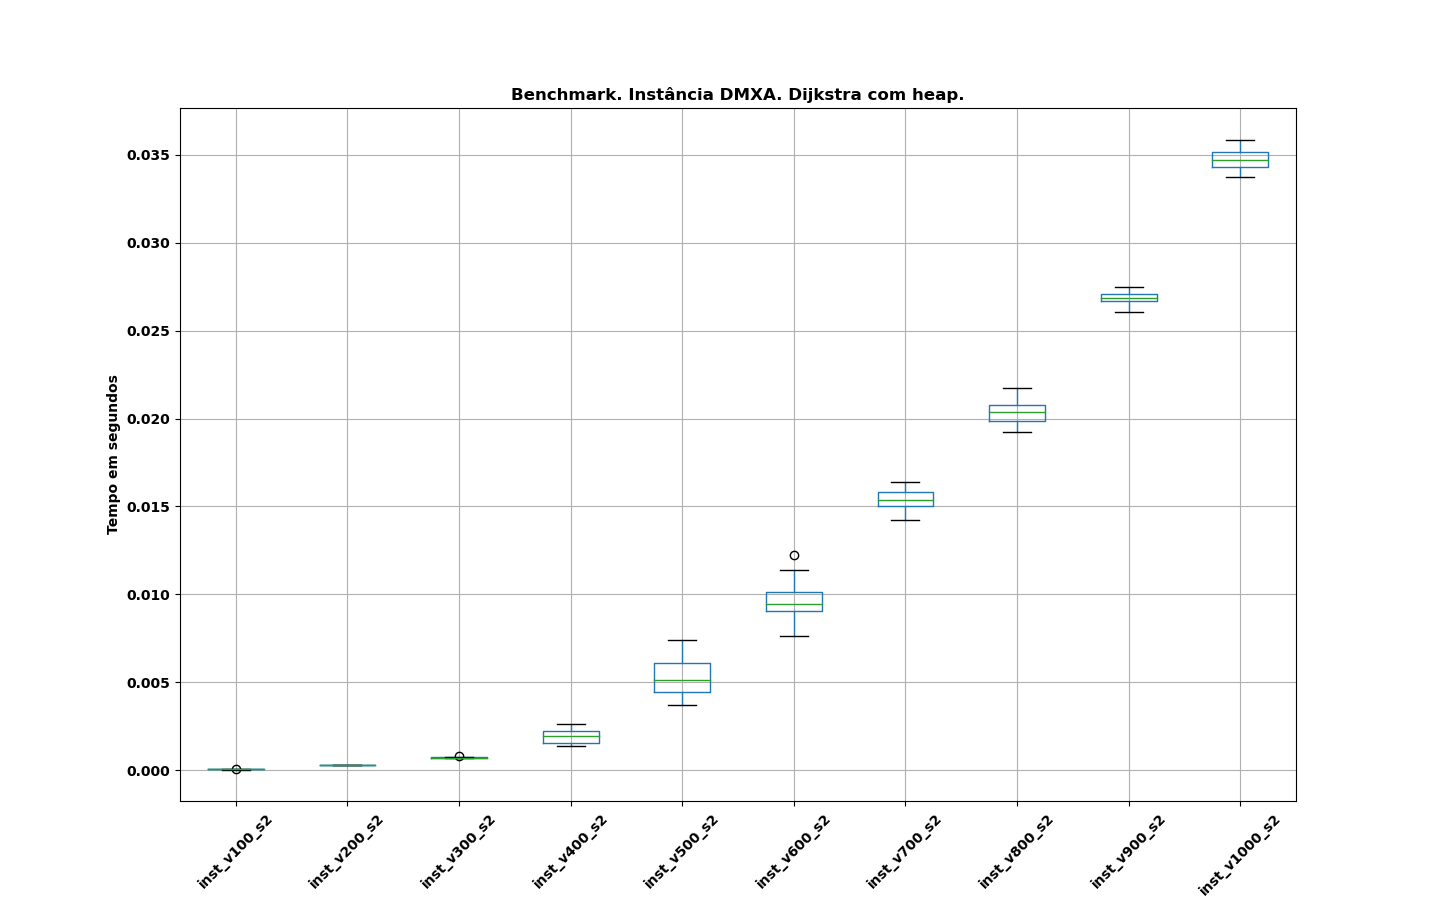 Benchmark. Instância DMXA. Dijkstra com heap.
Tempo em segundos
0.035
0.030
0.025
0.020
0.015
0.010
0.005
0.000
inst_v100_s2
inst_v200_s2
inst_v300_s2
inst_v400_s2
inst_v500_s2
inst_v600_s2
inst_v700_s2
inst_v800_s2
inst_v900_s2
inst_v1000_s2